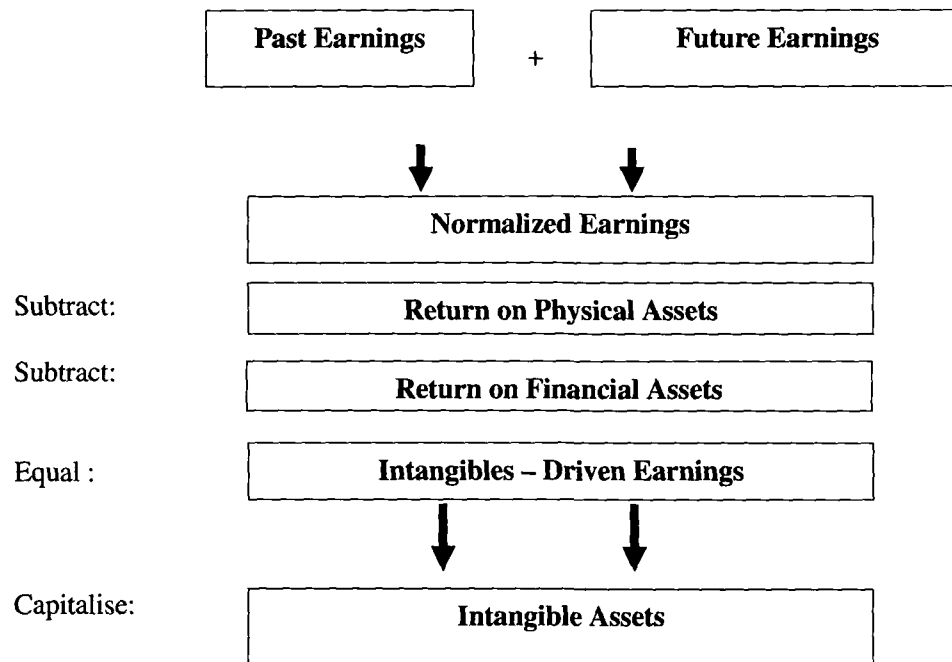 Past Earnings + Future Earnings
Normalized Earnings
Subtract: Return on Physical Assets
Subtract: Return on Financial Assets
Equal : Intangibles – Driven Earnings
Capitalise: Intangible Assets